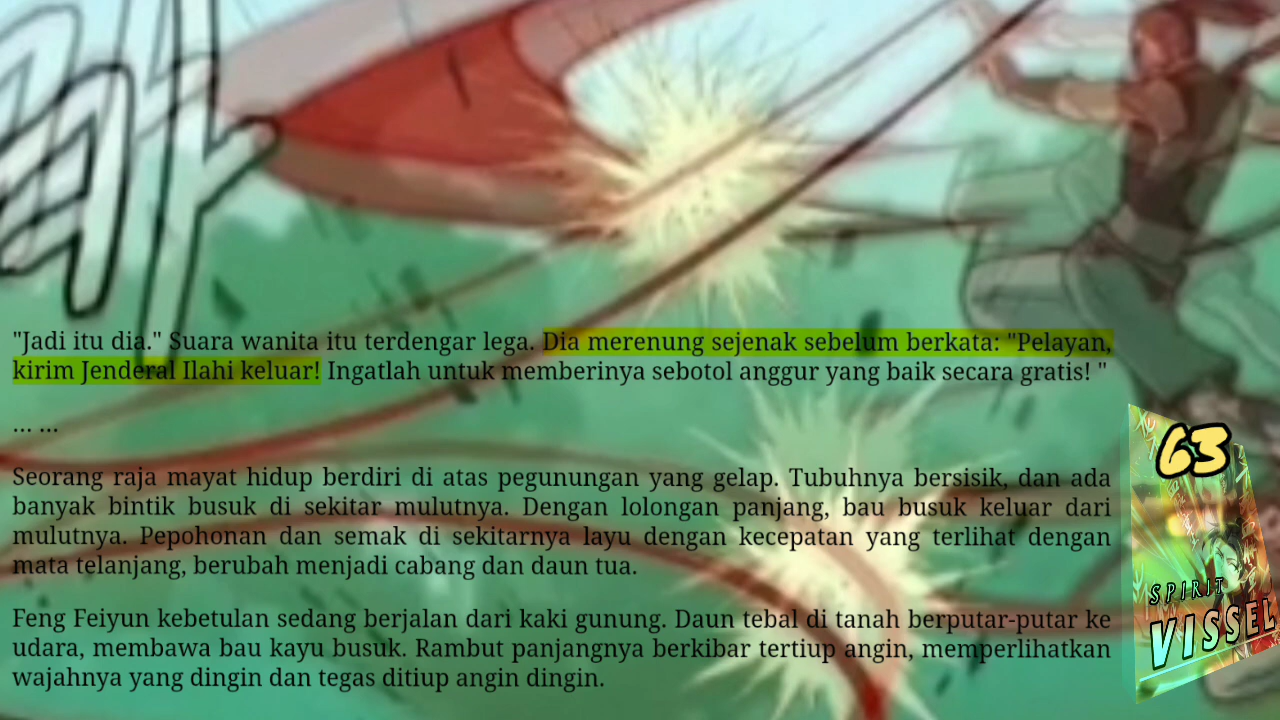 "Jadi itu dia." Suara wanita itu terdengar lega. Dia merenung sejenak sebelum berkata: "Pelayan,
kirim Jenderal Ilahi keluar! Ingatlah untuk memberinya sebotol anggur yang baik secara gratis! "
... ...
Seorang raja mayat hidup berdiri di atas pegunungan yang gelap. Tubuhnya bersisik, dan ada
banyak bintik busuk di sekitar mulutnya. Dengan lolongan panjang, bau busuk keluar dari
mulutnya. Pepohonan dan semak di sekitarnya layu dengan kecepatan yang terlihat dengan
mata telanjang, berubah menjadi cabang dan daun tua.
Feng Feiyun kebetulan sedang berjalan dari kaki gunung. Daun tebal di tanah berputar-putar ke
udara, membawa bau kayu busuk. Rambut panjangnya berkibar tertiup angin, memperlihatkan
wajahnya yang dingin dan tegas ditiup angin dingin.
63
SPIRIT
VISSEL